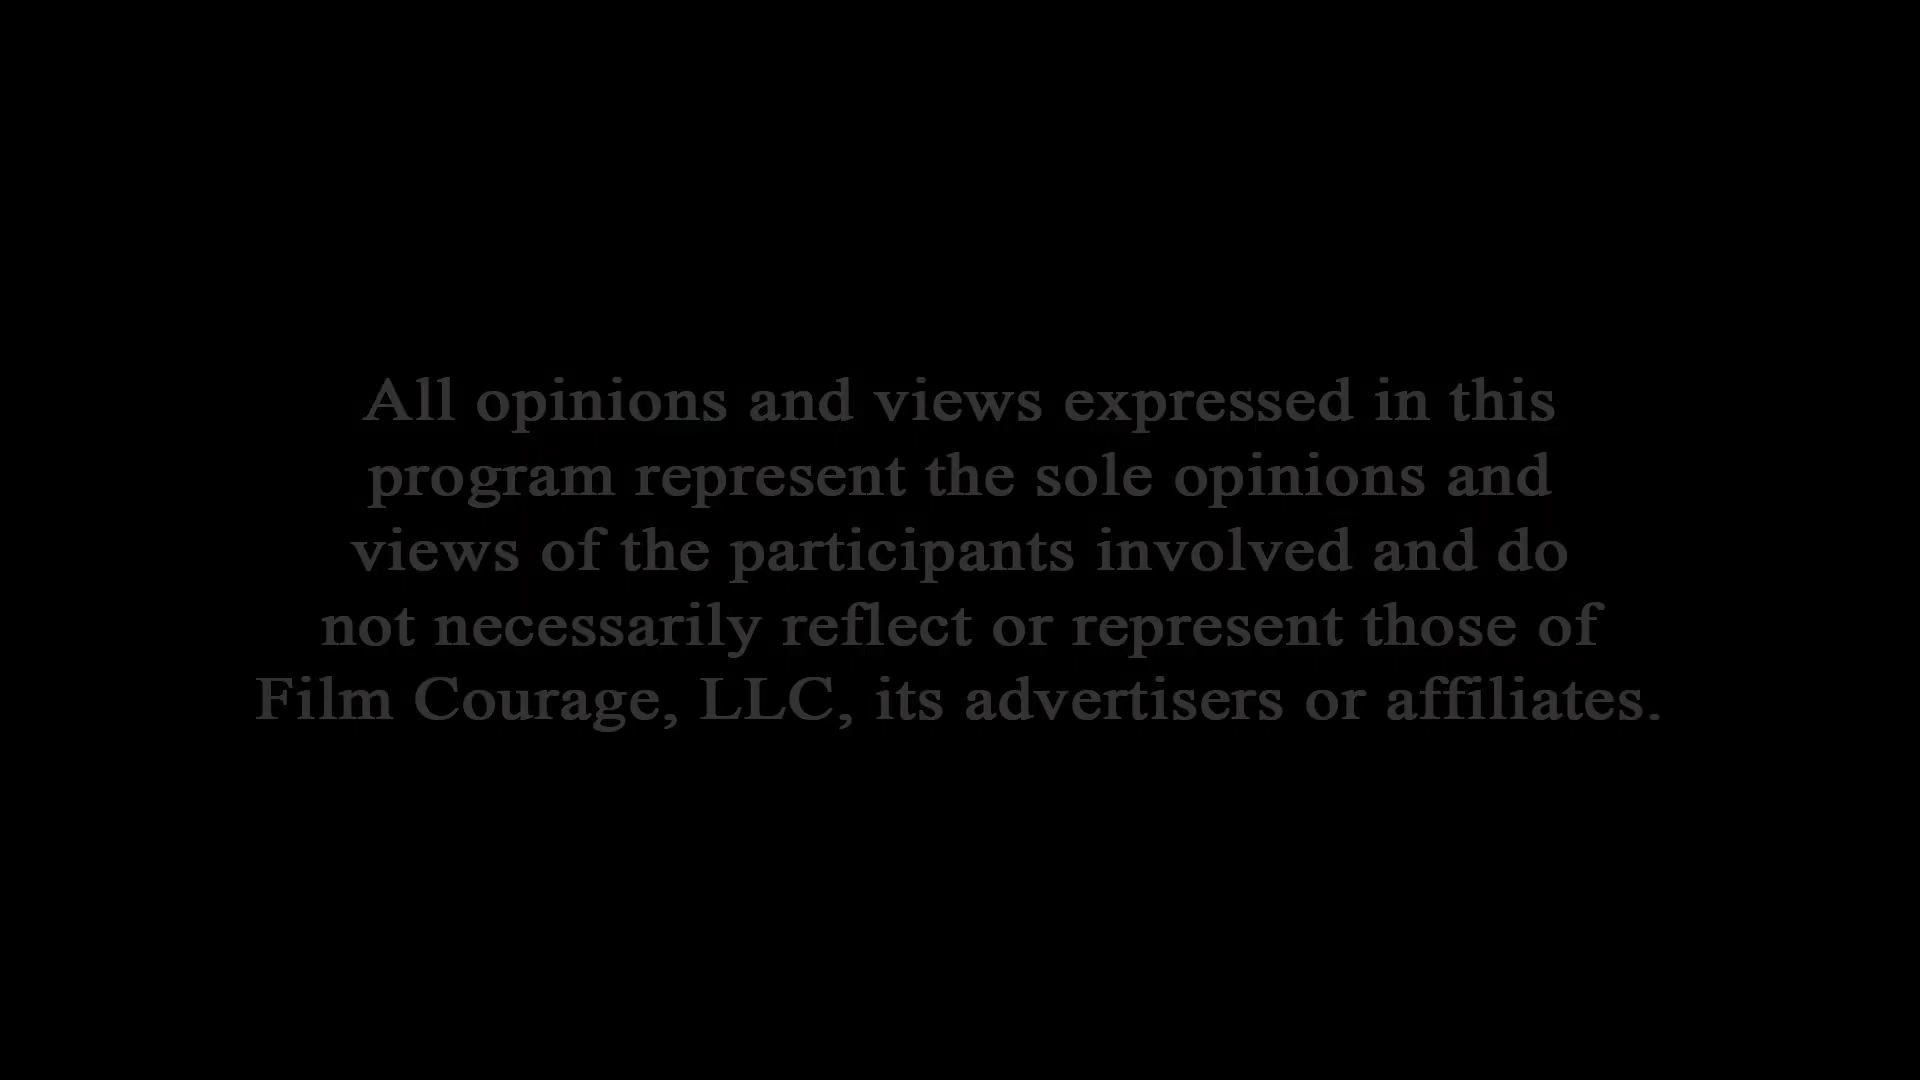 All opinions and views expressed in this
program represent the sole opinions and
views of the participants involved and do
not necessarily reflect or represent those of
Film Courage, LLC, its advertisers or affiliates.